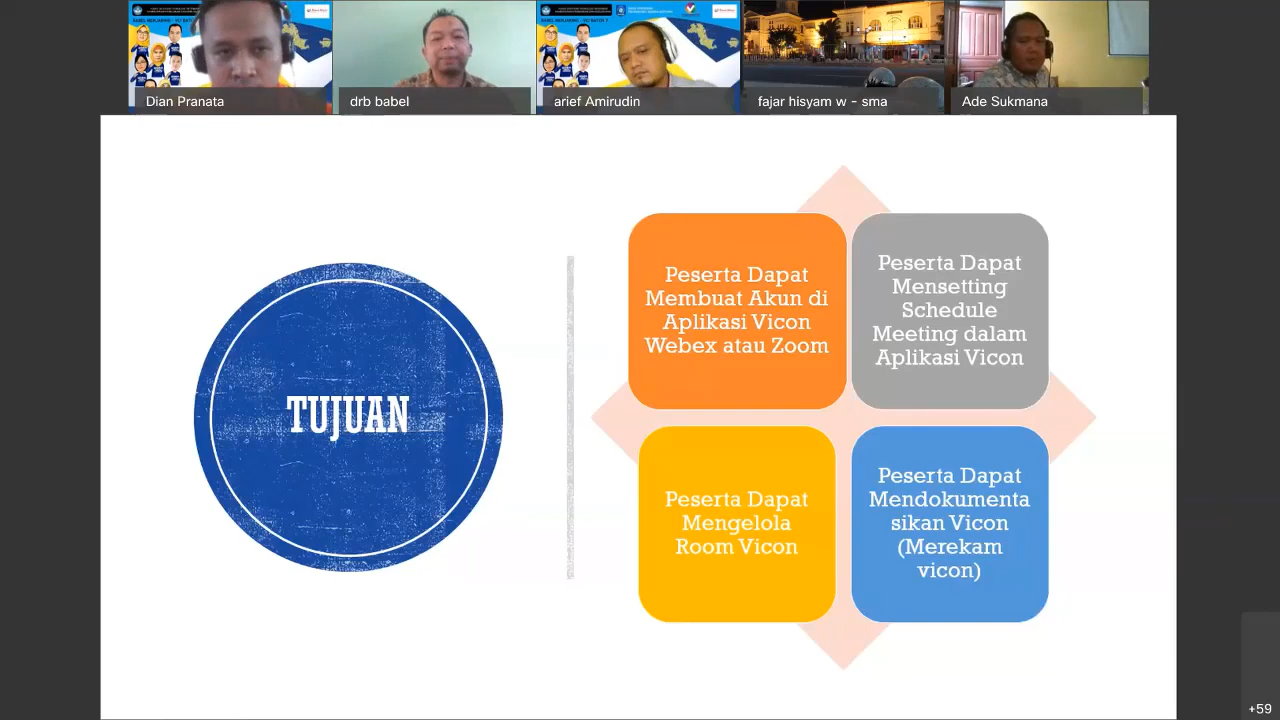 Dian Pranata
drb babel
arief Amirudin
fajar hisyam w - sma
Ade Sukmana
TUJUAN
Peserta Dapat
Membuat Akun di
Aplikasi Vicon
Webex atau Zoom
Peserta Dapat
Mensetting
Schedule
Meeting dalam
Aplikasi Vicon
Peserta Dapat
Mengelola
Room Vicon
Peserta Dapat
Mendokumenta
sikan Vicon
(Merekam
vicon)
+59